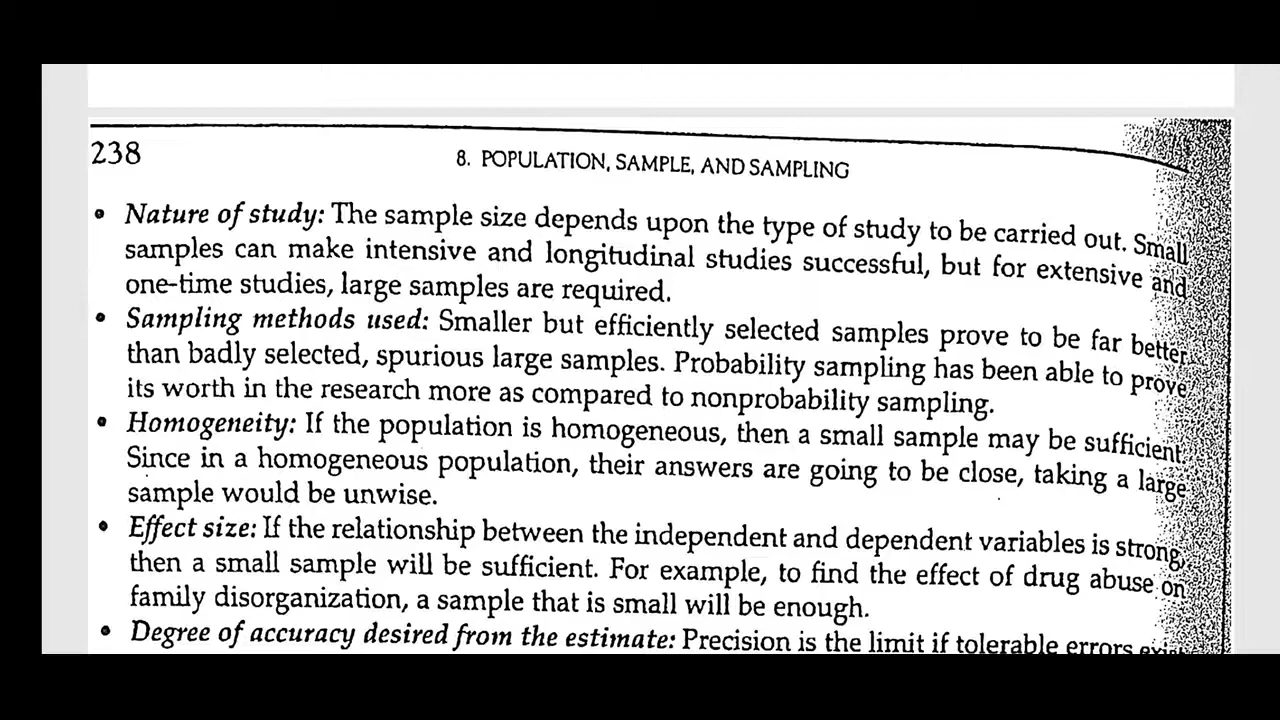 238
8. POPULATION, SAMPLE, AND SAMPLING
• Nature of study: The sample size depends upon the type of study to be carried out. Small
samples can make intensive and longitudinal studies successful, but for extensive and
one-time studies, large samples are required.
• Sampling methods used: Smaller but efficiently selected samples prove to be far better
than badly selected, spurious large samples. Probability sampling has been able to prove
its worth in the research more as compared to nonprobability sampling.
• Homogeneity: If the population is homogeneous, then a small sample may be sufficient.
Since in a homogeneous population, their answers are going to be close, taking a large
sample would be unwise.
• Effect size: If the relationship between the independent and dependent variables is strong,
then a small sample will be sufficient. For example, to find the effect of drug abuse on
family disorganization, a sample that is small will be enough.
• Degree of accuracy desired from the estimate: Precision is the limit if tolerable errors